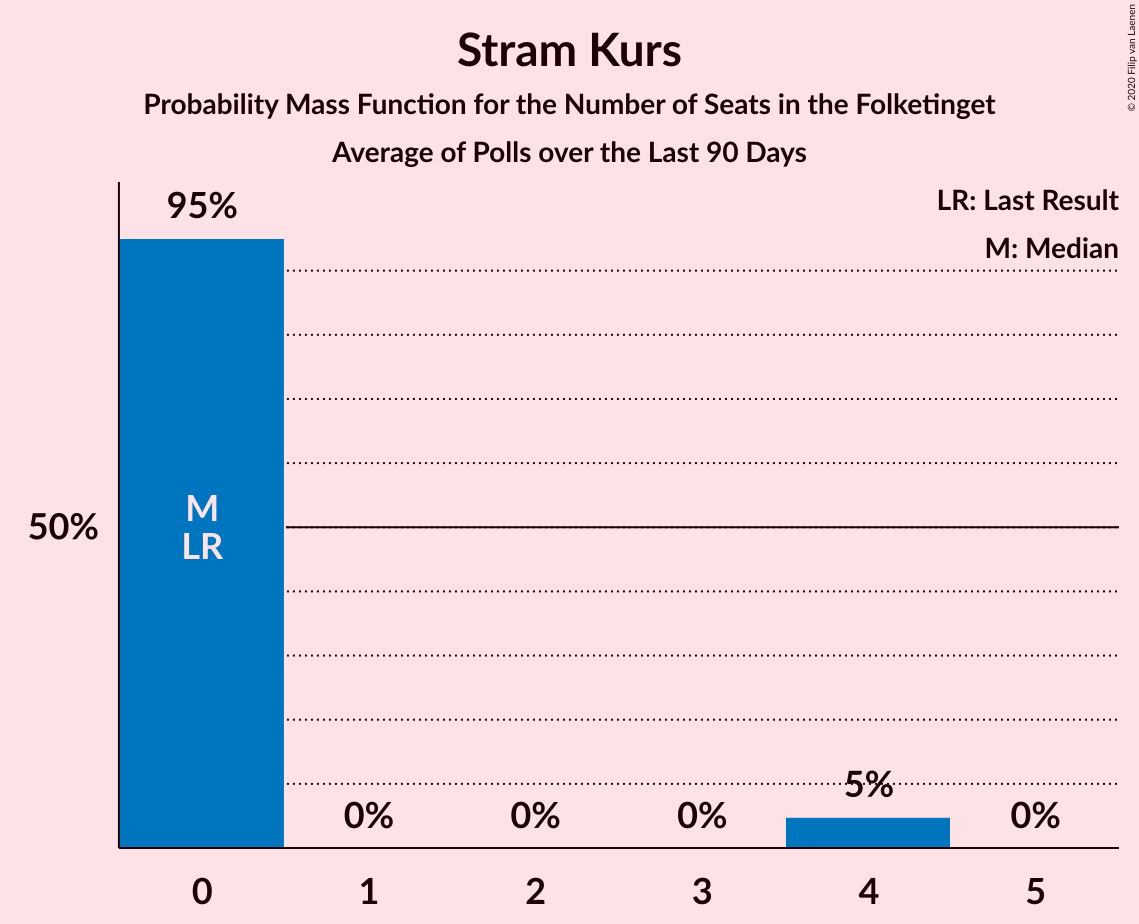 Stram Kurs
Probability Mass Function for the Number of Seats in the Folketinget
Average of Polls over the Last 90 Days
© 2020 Filip van Laenen
LR: Last Result
M: Median
95%
50%
M
LR
0%
0%
0%
5%
0%
0
1
2
3
4
5